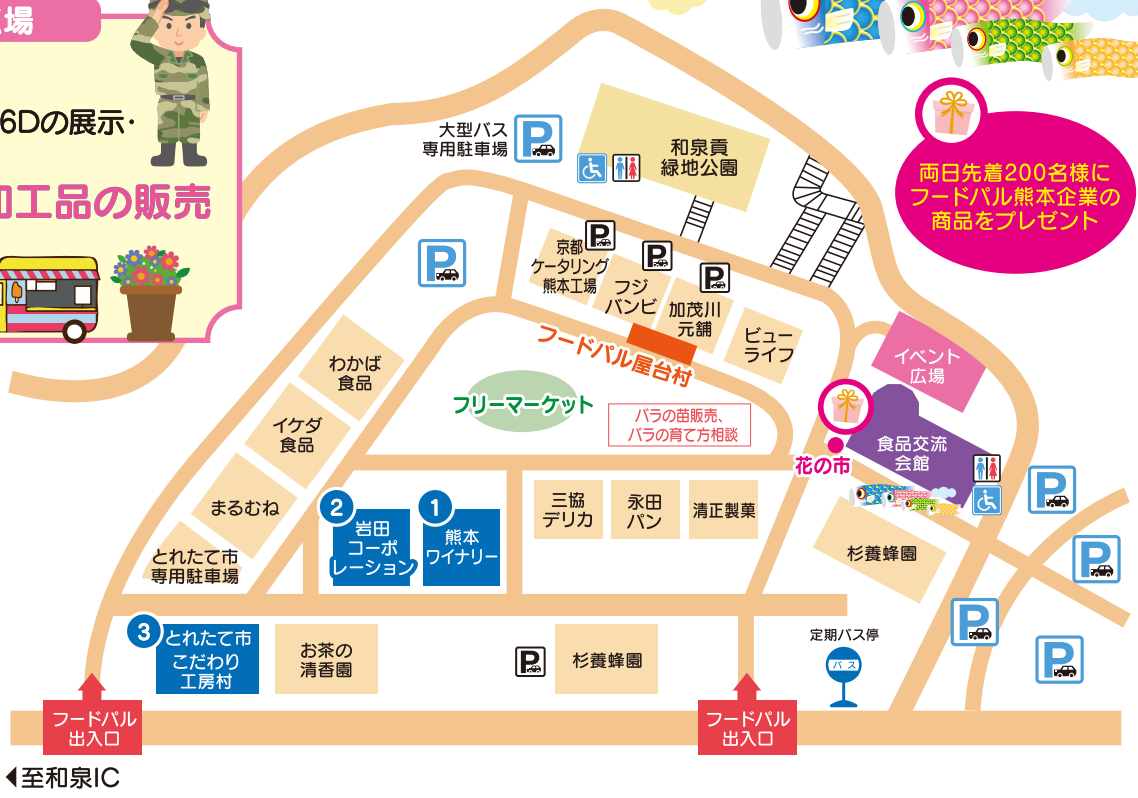 場
6Dの展示・
加工品の販売
大型バス
専用駐車場
P
和泉貢
緑地公園
両日先着200名様に
フードパル熊本企業の
商品をプレゼント
P
京都
ケータリング
熊本工場
P
フジ
バンビ
P
加茂川
元舗
P
ビュー
ライフ
フードパル屋台村
イベント
広場
わかば
食品
フリーマーケット
バラの苗販売、
バラの育て方相談
イケダ
食品
花の市
食品交流
会館
まるむね
2
岩田
コーポ
レーション
1
熊本
ワイナリー
三協
デリカ
永田
パン
清正製菓
P
杉養蜂園
P
とれたて市
専用駐車場
3
とれたて市
こだわり
工房村
お茶の
清香園
P
杉養蜂園
定期バス停
バス
P
P
フードパル
出入口
フードパル
出入口
◀至和泉IC